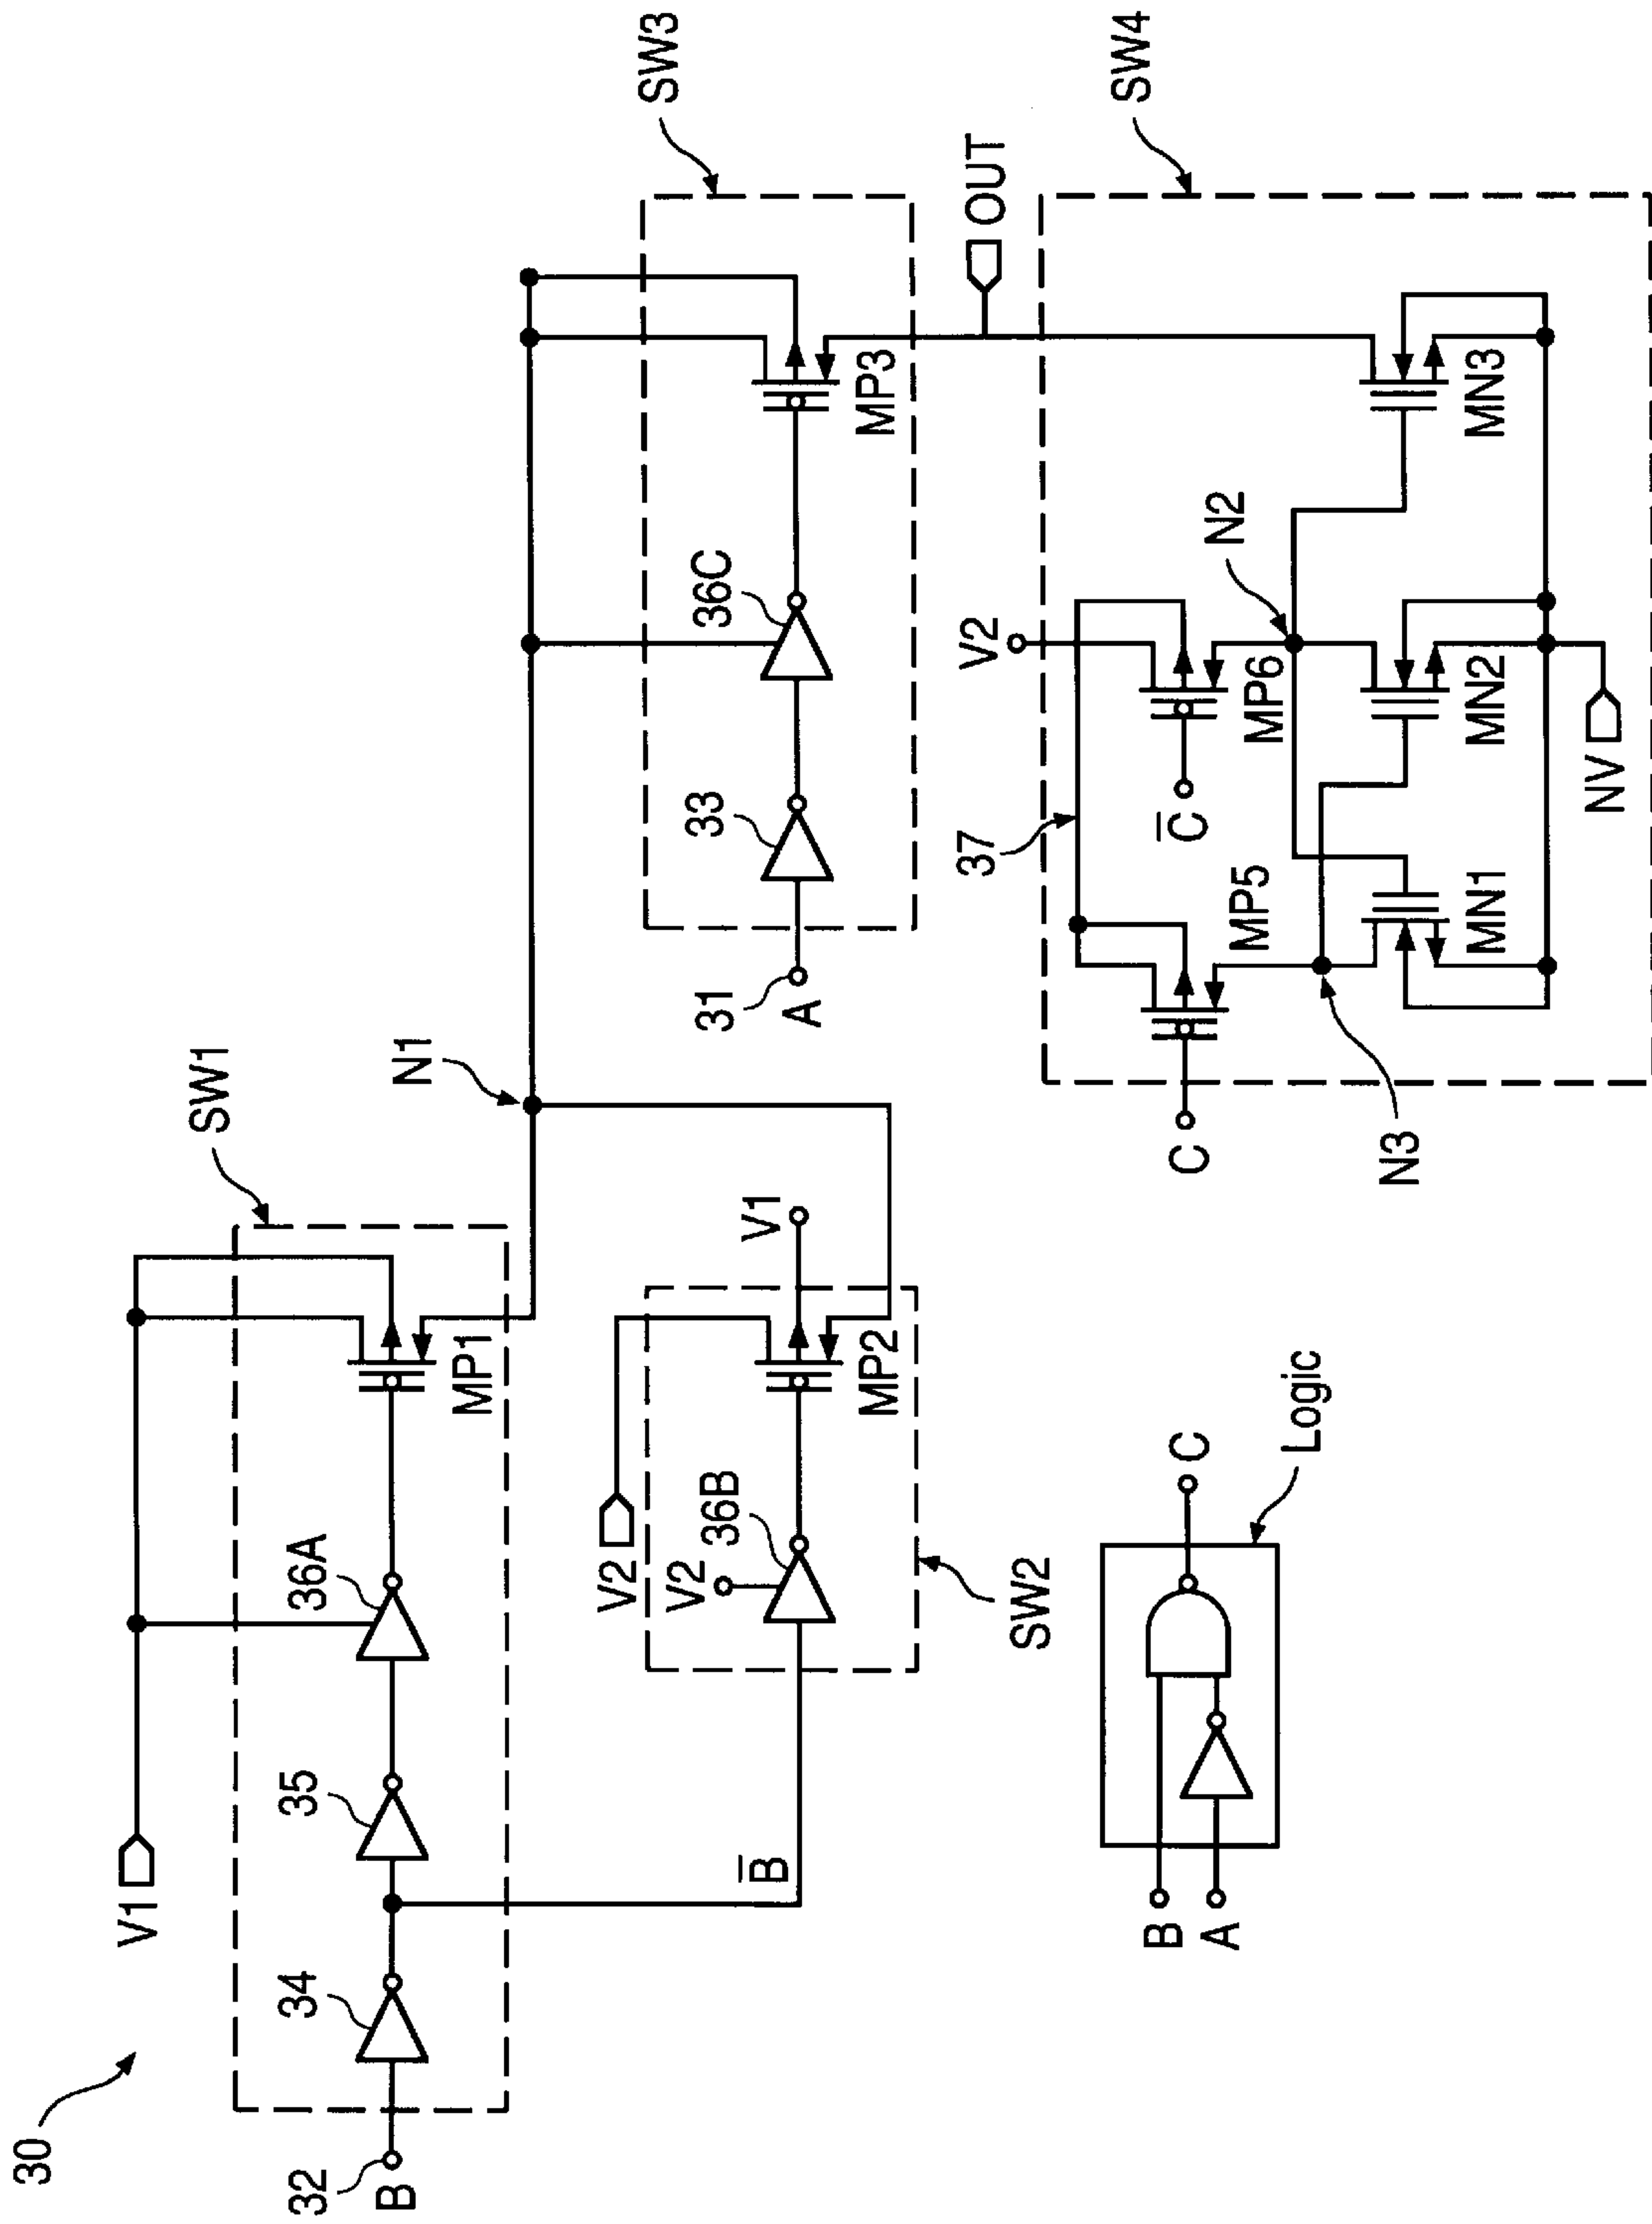 30
32
B
34
35
36A
MP1
V1
SW1
N1
B̅
V2
V2
36B
MP2
V1
SW2
31
A
33
36C
MP3
SW3
OUT
SW4
C
37
MP5
C̅
V2
MP6
N2
N3
MN1
MN2
MN3
NV
B
A
C
Logic